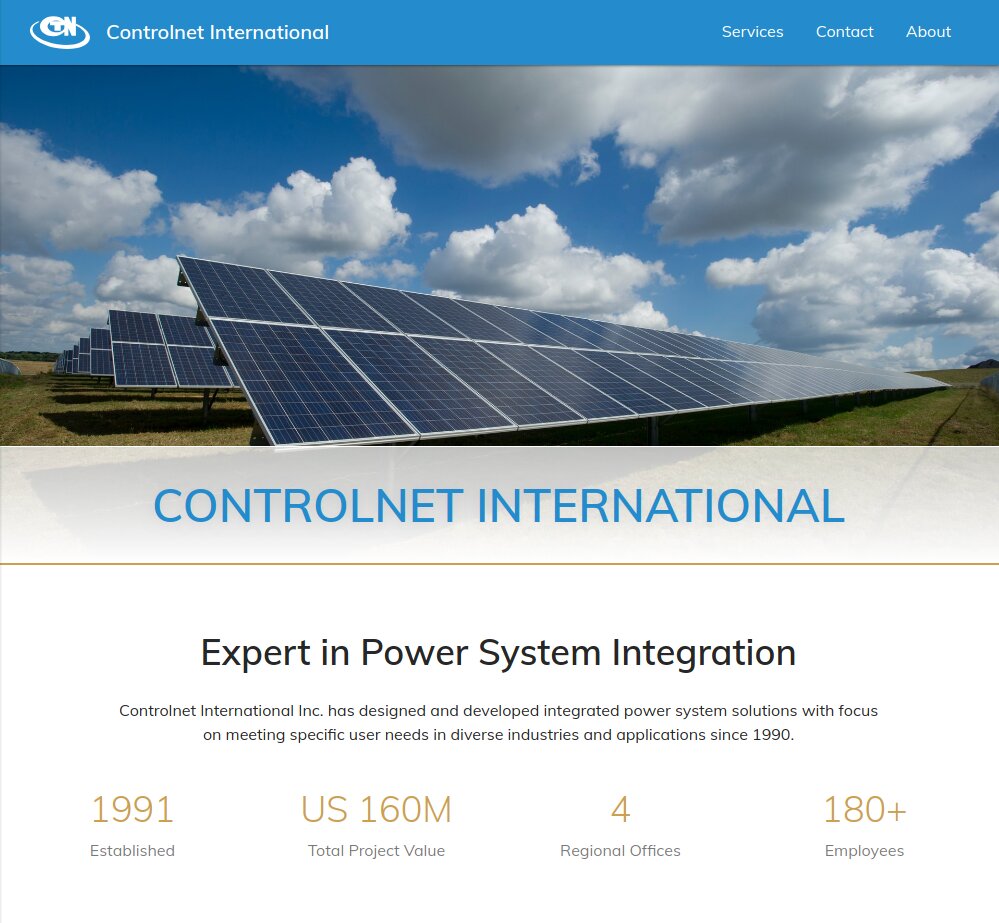 CTN
Controlnet International
Services
Contact
About
CONTROLNET INTERNATIONAL
Expert in Power System Integration
Controlnet International Inc. has designed and developed integrated power system solutions with focus
on meeting specific user needs in diverse industries and applications since 1990.
1991
Established
US 160M
Total Project Value
4
Regional Offices
180+
Employees